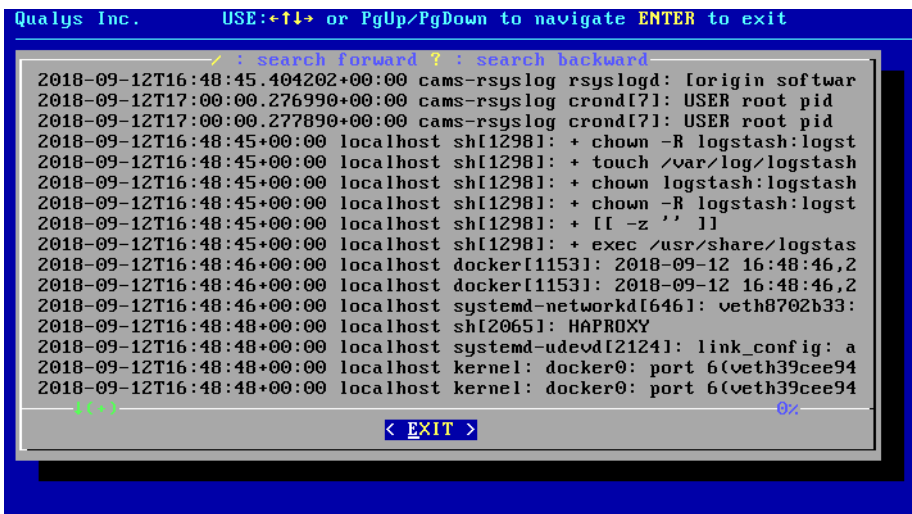 Qualys Inc. USE:←↑↓→ or PgUp/PgDown to navigate ENTER to exit
/ : search forward ? : search backward
2018-09-12T16:48:45.404202+00:00 cams-rsyslog rsyslogd: [origin softwar
2018-09-12T17:00:00.276990+00:00 cams-rsyslog crond[7]: USER root pid
2018-09-12T17:00:00.277890+00:00 cams-rsyslog crond[7]: USER root pid
2018-09-12T16:48:45+00:00 localhost sh[1298]: + chown -R logstash:logst
2018-09-12T16:48:45+00:00 localhost sh[1298]: + touch /var/log/logstash
2018-09-12T16:48:45+00:00 localhost sh[1298]: + chown logstash:logstash
2018-09-12T16:48:45+00:00 localhost sh[1298]: + chown -R logstash:logst
2018-09-12T16:48:45+00:00 localhost sh[1298]: + [[ -z '' ]]
2018-09-12T16:48:45+00:00 localhost sh[1298]: + exec /usr/share/logstas
2018-09-12T16:48:46+00:00 localhost docker[1153]: 2018-09-12 16:48:46,2
2018-09-12T16:48:46+00:00 localhost docker[1153]: 2018-09-12 16:48:46,2
2018-09-12T16:48:46+00:00 localhost systemd-networkd[646]: veth8702b33:
2018-09-12T16:48:48+00:00 localhost sh[2065]: HAPROXY
2018-09-12T16:48:48+00:00 localhost systemd-udevd[2124]: link_config: a
2018-09-12T16:48:48+00:00 localhost kernel: docker0: port 6(veth39cee94
2018-09-12T16:48:48+00:00 localhost kernel: docker0: port 6(veth39cee94
↓(+) 0%
< EXIT >